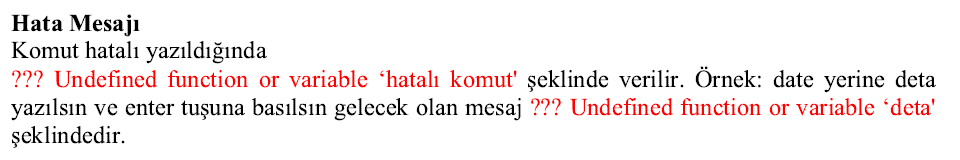 Hata Mesajı
Komut hatalı yazıldığında
??? Undefined function or variable ‘hatalı komut' şeklinde verilir. Örnek: date yerine deta
yazılsın ve enter tuşuna basılsın gelecek olan mesaj ??? Undefined function or variable ‘deta'
şeklindedir.